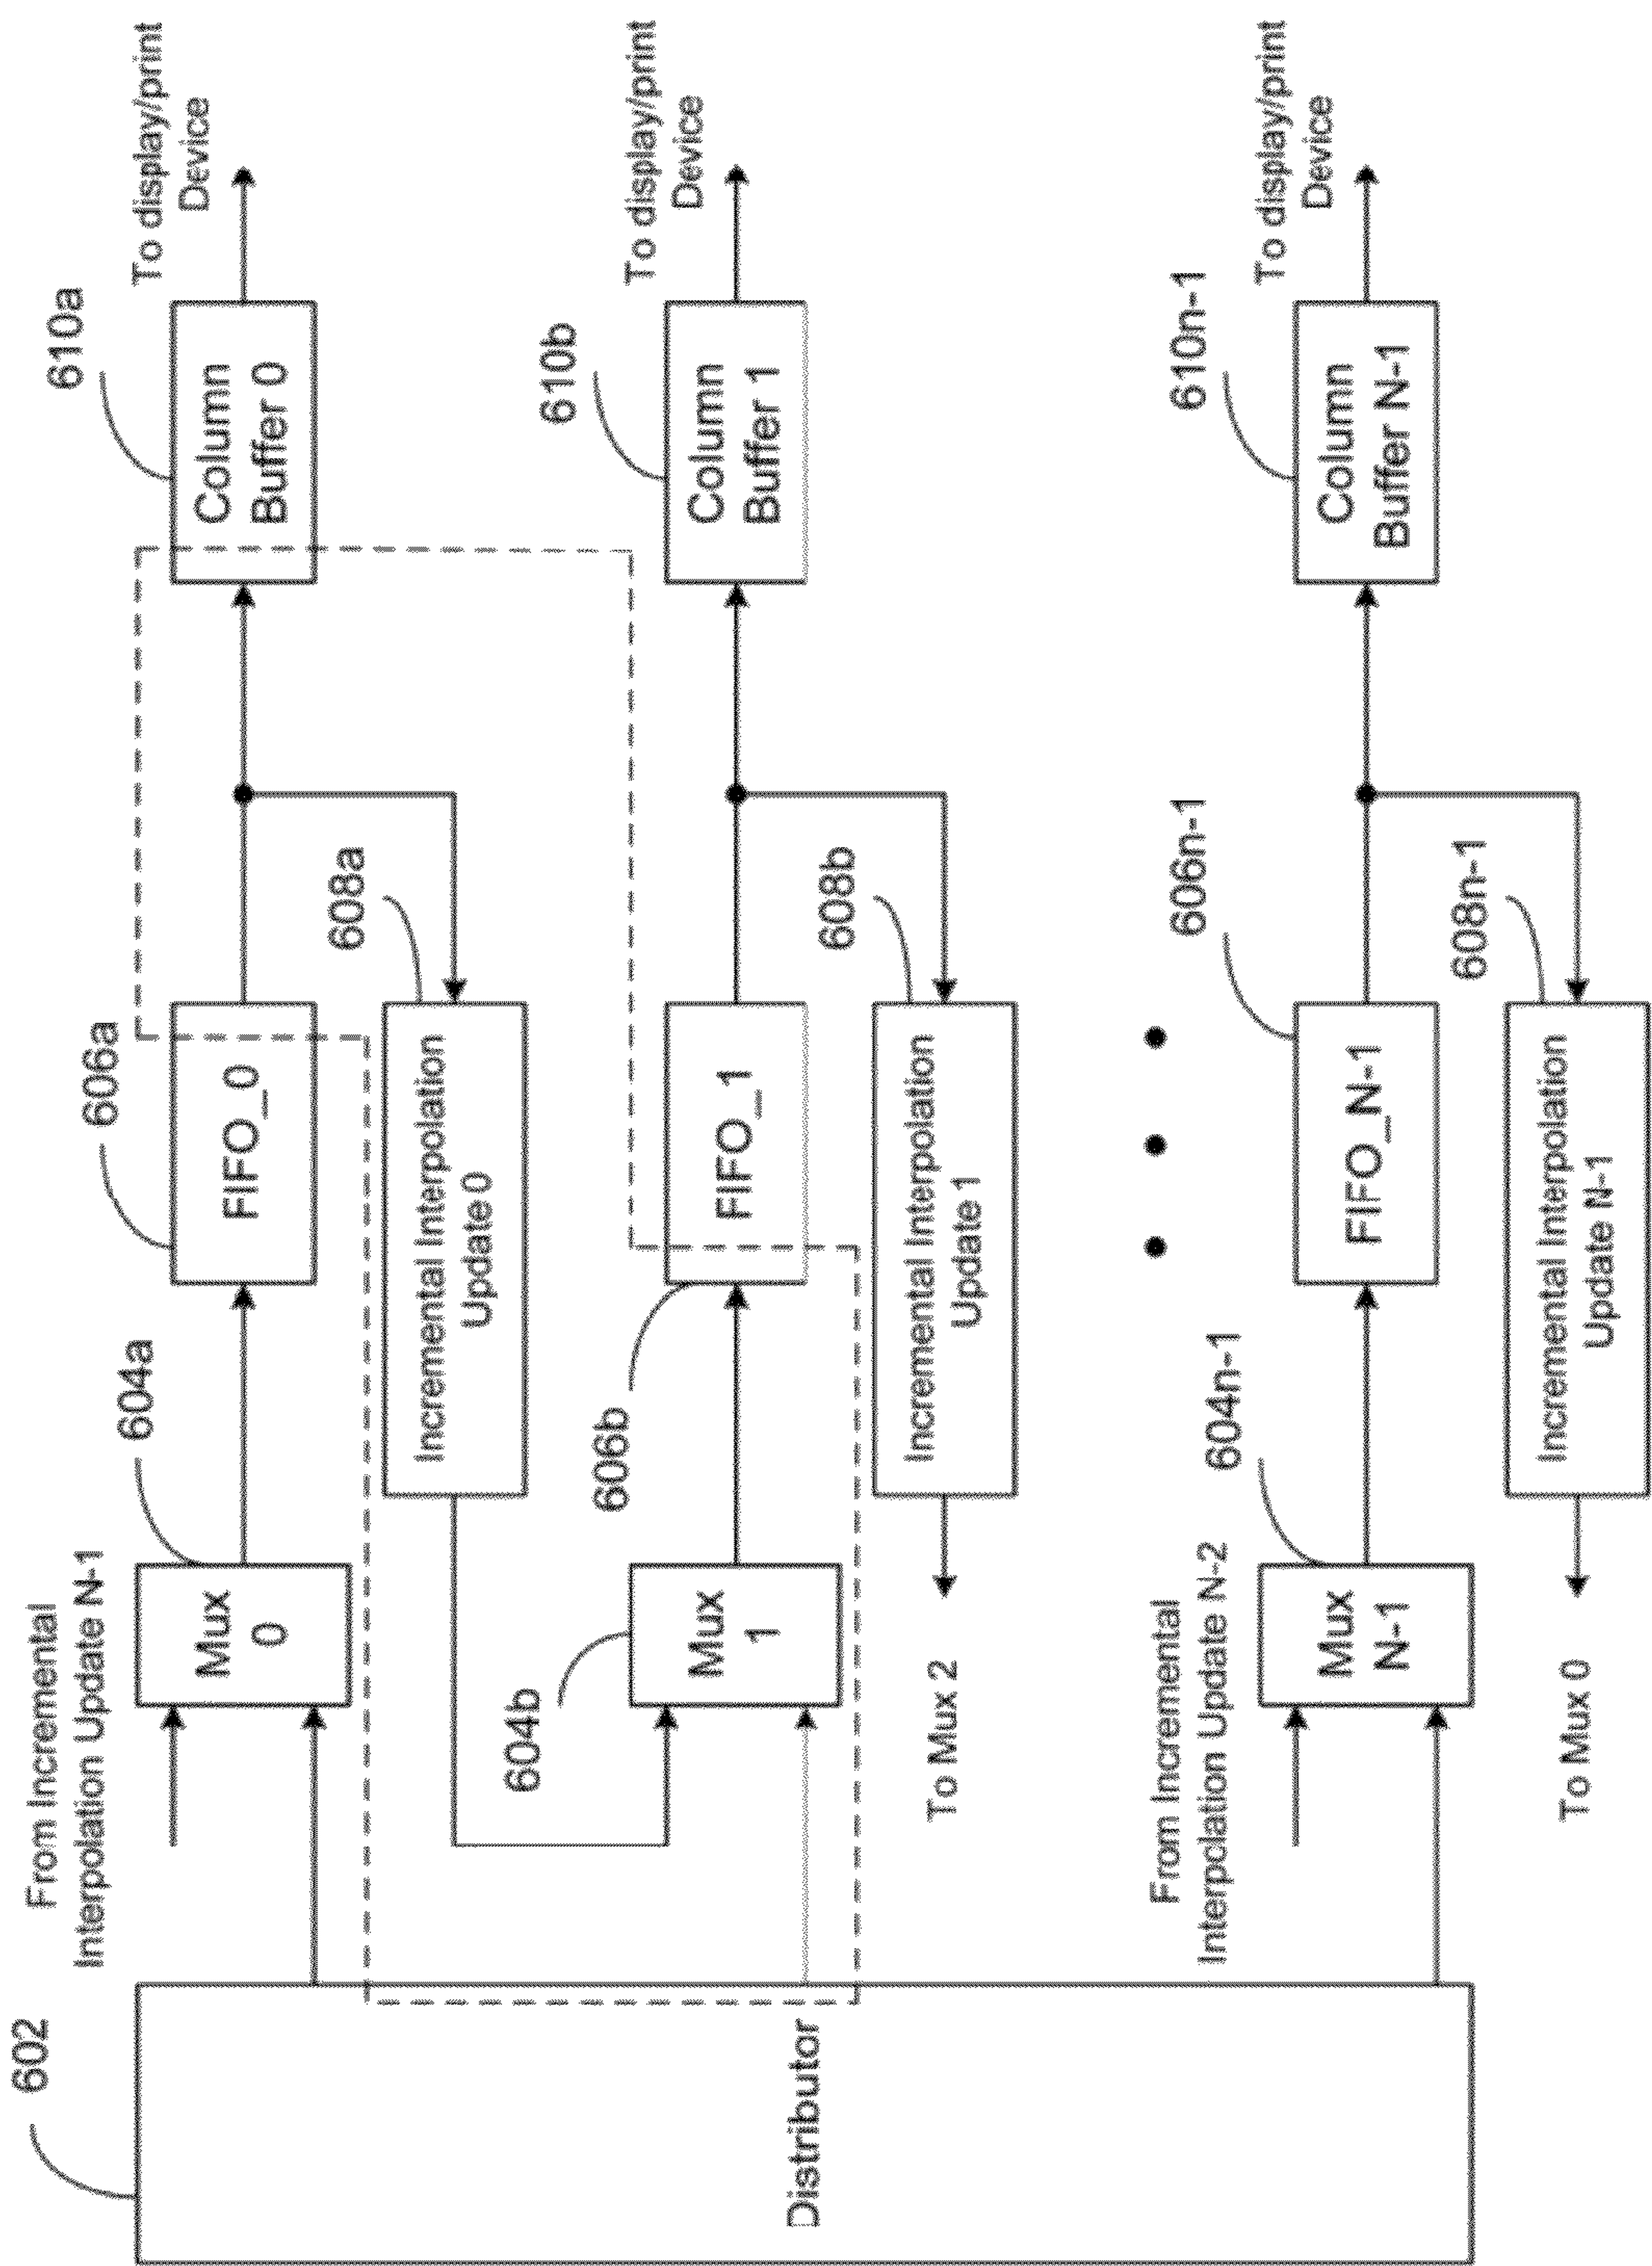 602
Distributor
From Incremental
Interpolation Update N-1
Mux
0
604a
FIFO_0
606a
Column
Buffer 0
610a
To display/print
Device
Incremental Interpolation
Update 0
608a
Mux
1
604b
FIFO_1
606b
Column
Buffer 1
610b
To display/print
Device
Incremental Interpolation
Update 1
608b
To Mux 2
From Incremental
Interpolation Update N-2
Mux
N-1
604n-1
FIFO_N-1
606n-1
Column
Buffer N-1
610n-1
To display/print
Device
Incremental Interpolation
Update N-1
608n-1
To Mux 0